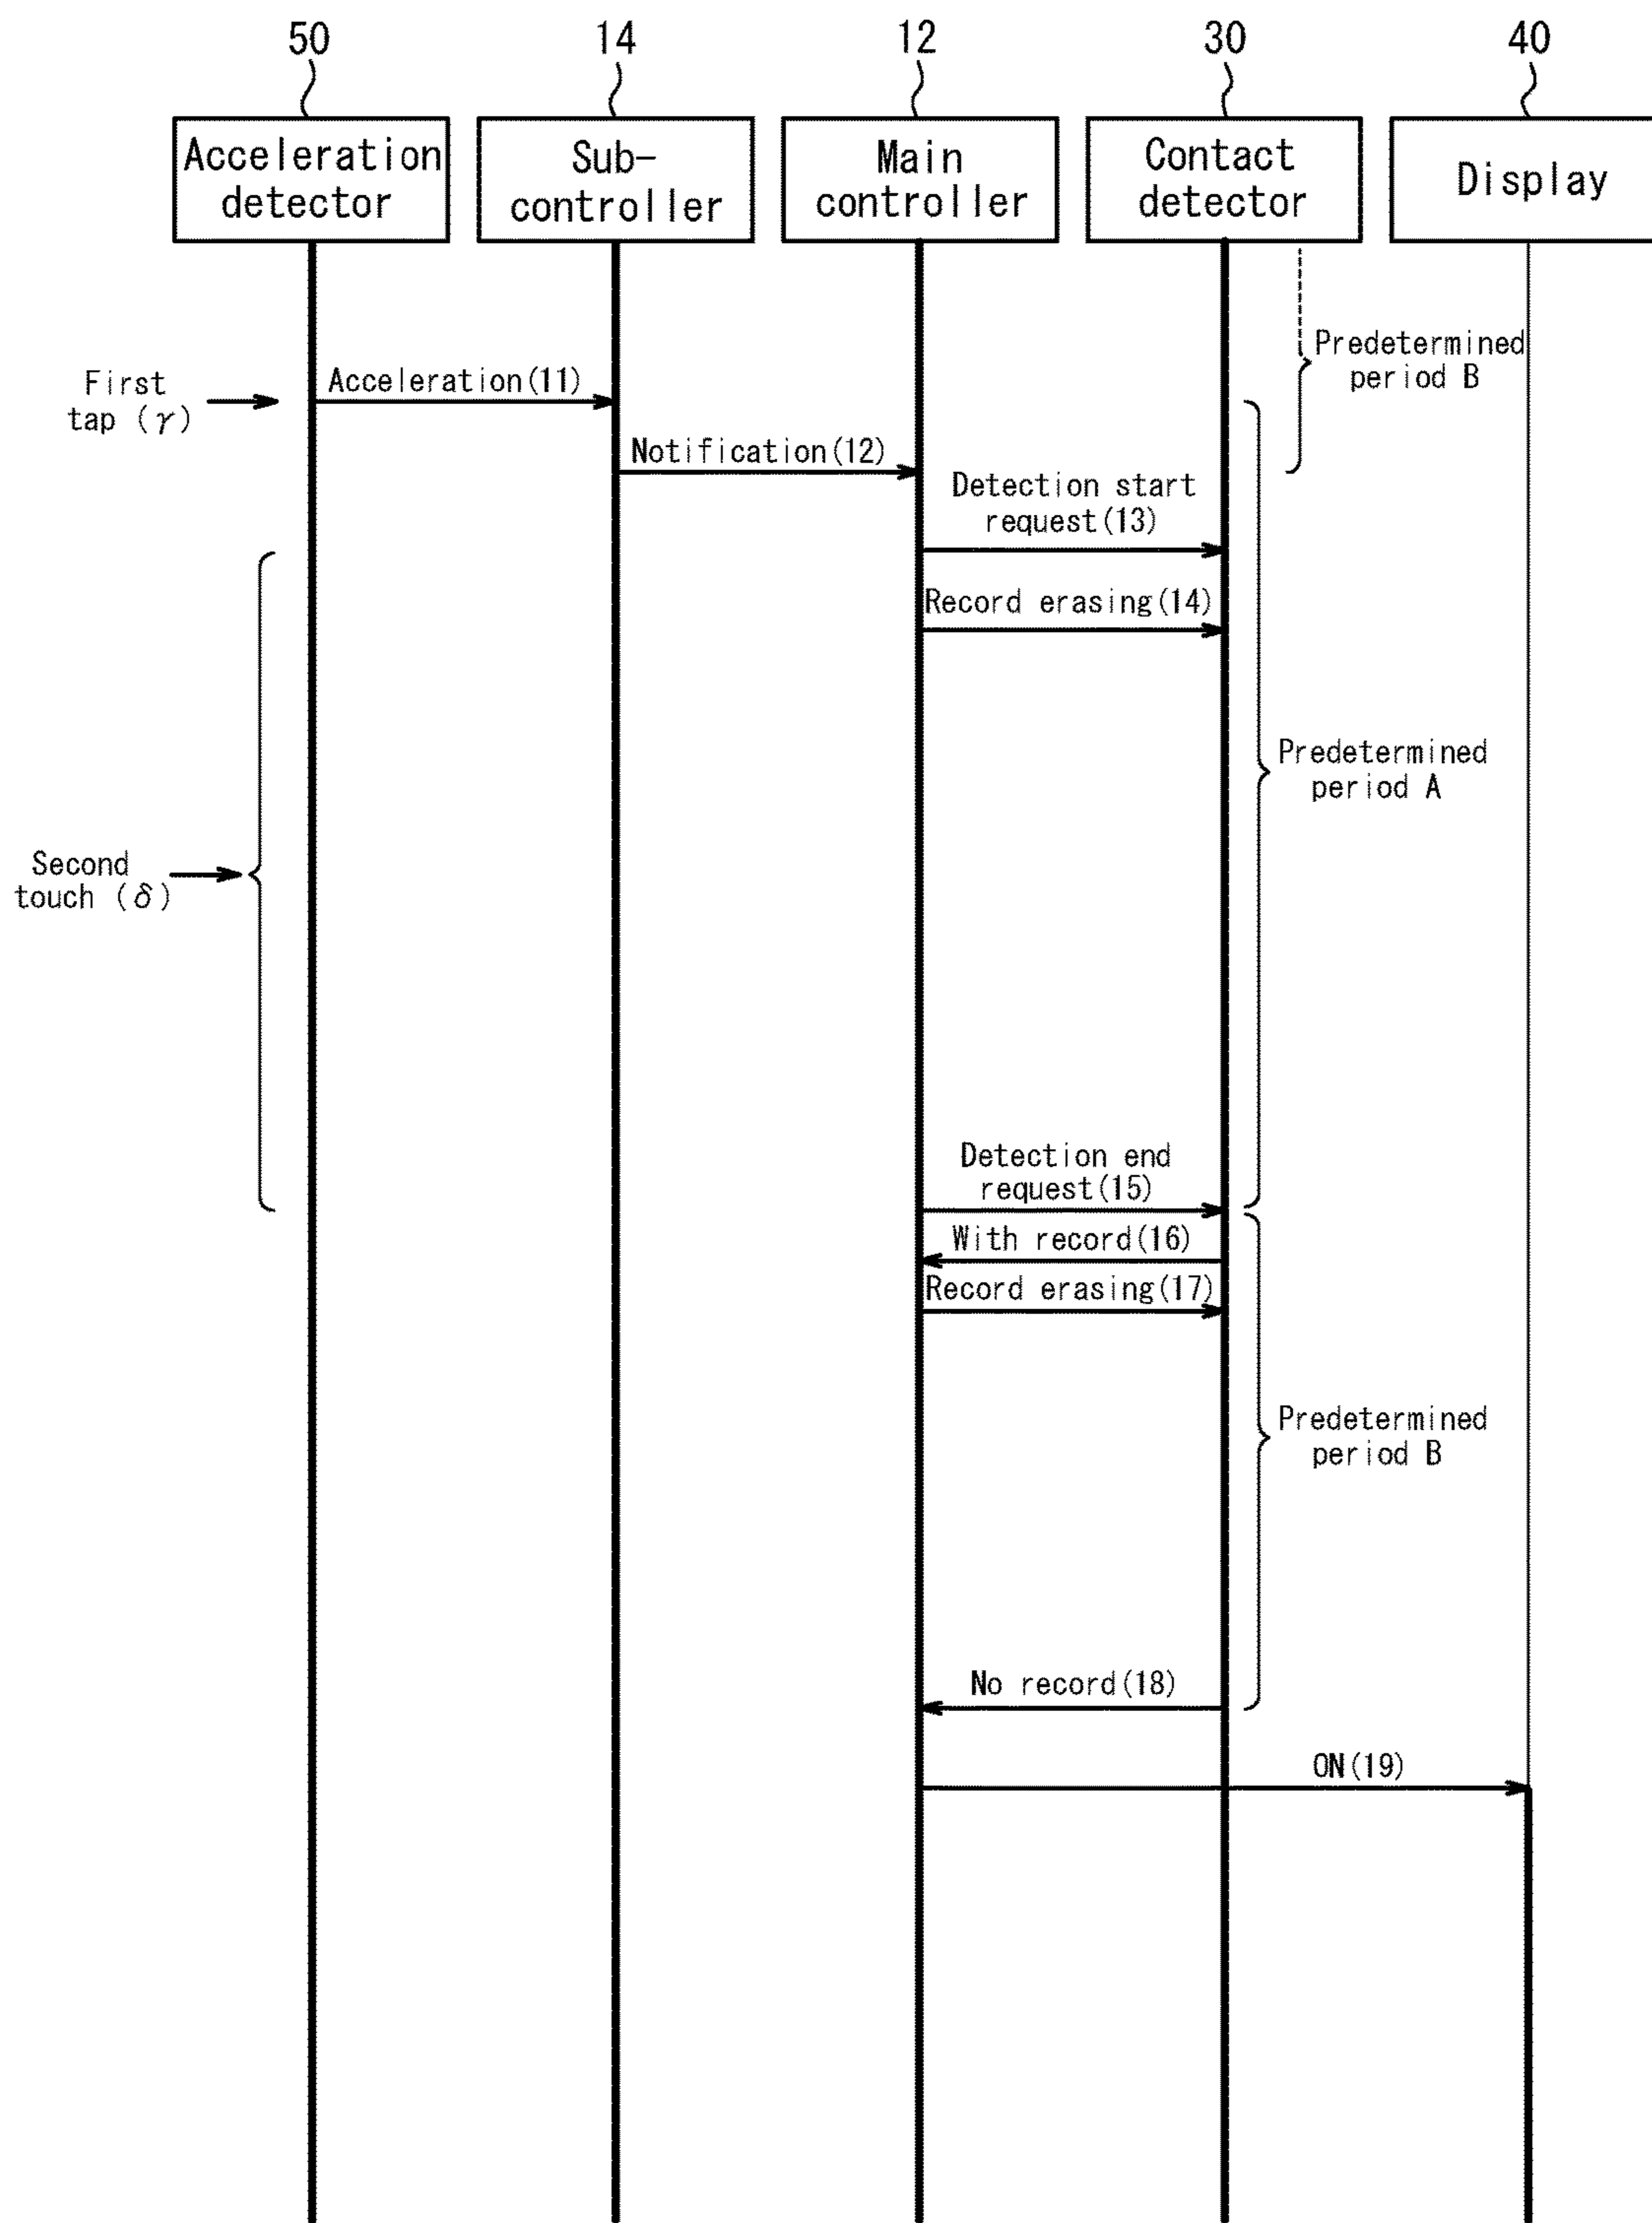 50
14
12
30
40
Acceleration
detector
Sub-
controller
Main
controller
Contact
detector
Display
Predetermined
period B
First
tap (γ)
Acceleration(11)
Notification(12)
Detection start
request(13)
Record erasing(14)
Predetermined
period A
Second
touch (δ)
Detection end
request(15)
With record(16)
Record erasing(17)
Predetermined
period B
No record(18)
ON(19)